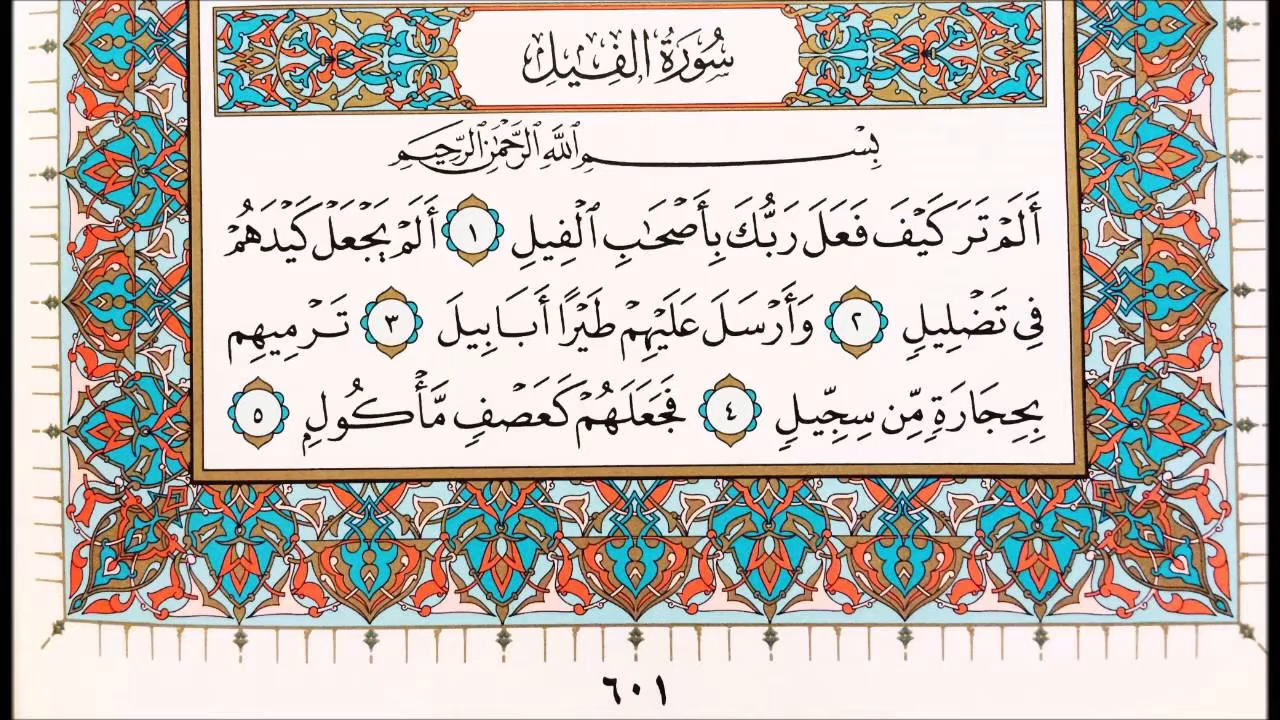 سُورَةُ الفِيلِ
بِسْمِ ٱللَّهِ ٱلرَّحْمَٰنِ ٱلرَّحِيمِ
أَلَمْ تَرَ كَيْفَ فَعَلَ رَبُّكَ بِأَصْحَٰبِ ٱلْفِيلِ ١ أَلَمْ يَجْعَلْ كَيْدَهُمْ
فِى تَضْلِيلٍ ٢ وَأَرْسَلَ عَلَيْهِمْ طَيْرًا أَبَابِيلَ ٣ تَرْمِيهِم
بِحِجَارَةٍ مِّن سِجِّيلٍ ٤ فَجَعَلَهُمْ كَعَصْفٍ مَّأْكُولٍۭ ٥
٦٠١